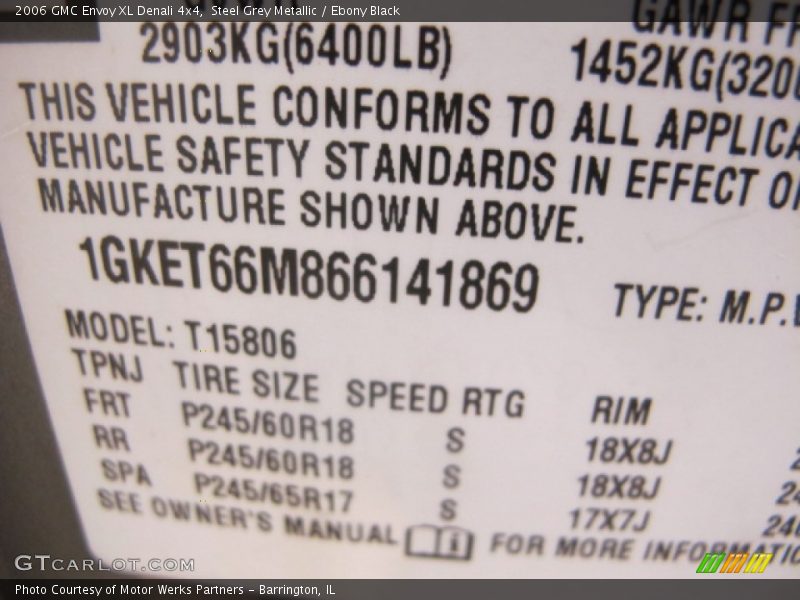 2006 GMC Envoy XL Denali 4x4, Steel Grey Metallic / Ebony Black
GAWR
2903KG(6400LB)
1452KG(320
THIS VEHICLE CONFORMS TO ALL
VEHICLE SAFETY STANDARDS IN EFFECT
MANUFACTURE SHOWN ABOVE.
1GKET66M866141869
TYPE: M.P.
MODEL: T15806
TPNJ TIRE SIZE SPEED RTG RIM
FRT P245/60R18 S 18X8J
RR P245/60R18 S 18X8J
SPA P245/65R17 S 17X7J
SEE OWNER'S MANUAL FOR MORE
GTCARLOT.COM
Photo Courtesy of Motor Werks Partners - Barrington, IL